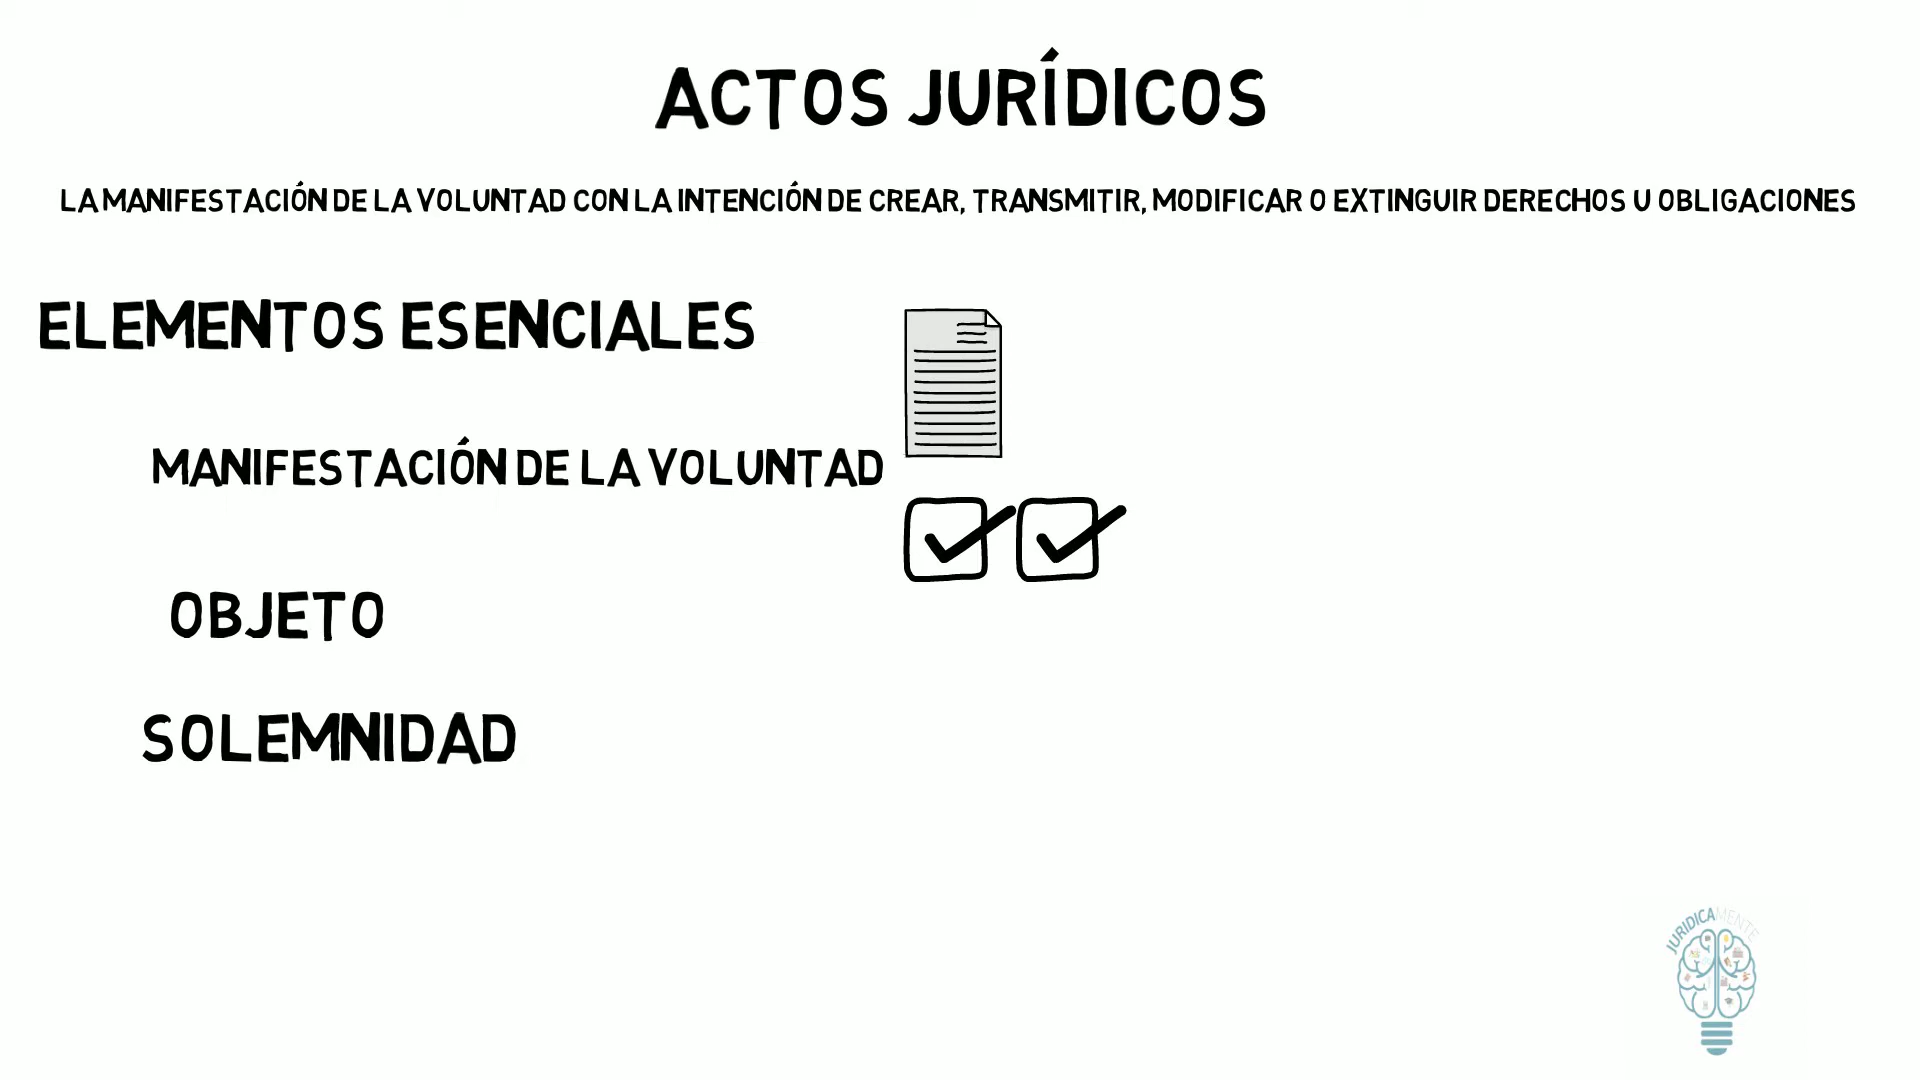 ACTOS JURÍDICOS
LA MANIFESTACIÓN DE LA VOLUNTAD CON LA INTENCIÓN DE CREAR, TRANSMITIR, MODIFICAR O EXTINGUIR DERECHOS U OBLIGACIONES
ELEMENTOS ESENCIALES
MANIFESTACIÓN DE LA VOLUNTAD
OBJETO
SOLEMNIDAD
JURIDICAMENTE